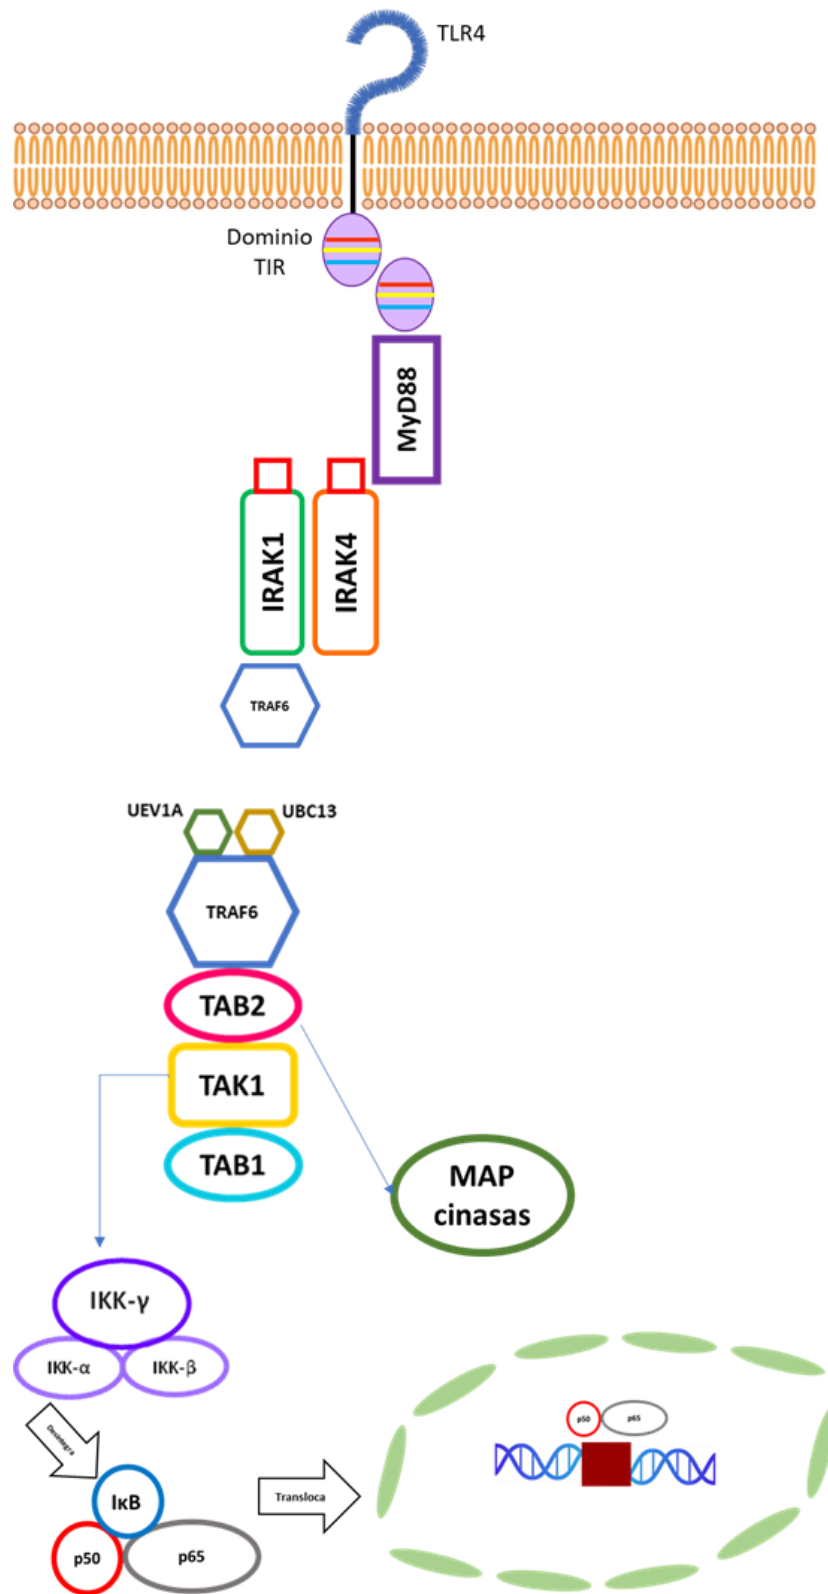 TLR4
Dominio
TIR
MyD88
IRAK1
IRAK4
TRAF6
UEV1A
UBC13
TRAF6
TAB2
TAK1
TAB1
MAP
cinasas
IKK-γ
IKK-α
IKK-β
Desintegra
IκB
p50
p65
Transloca
p50
p65